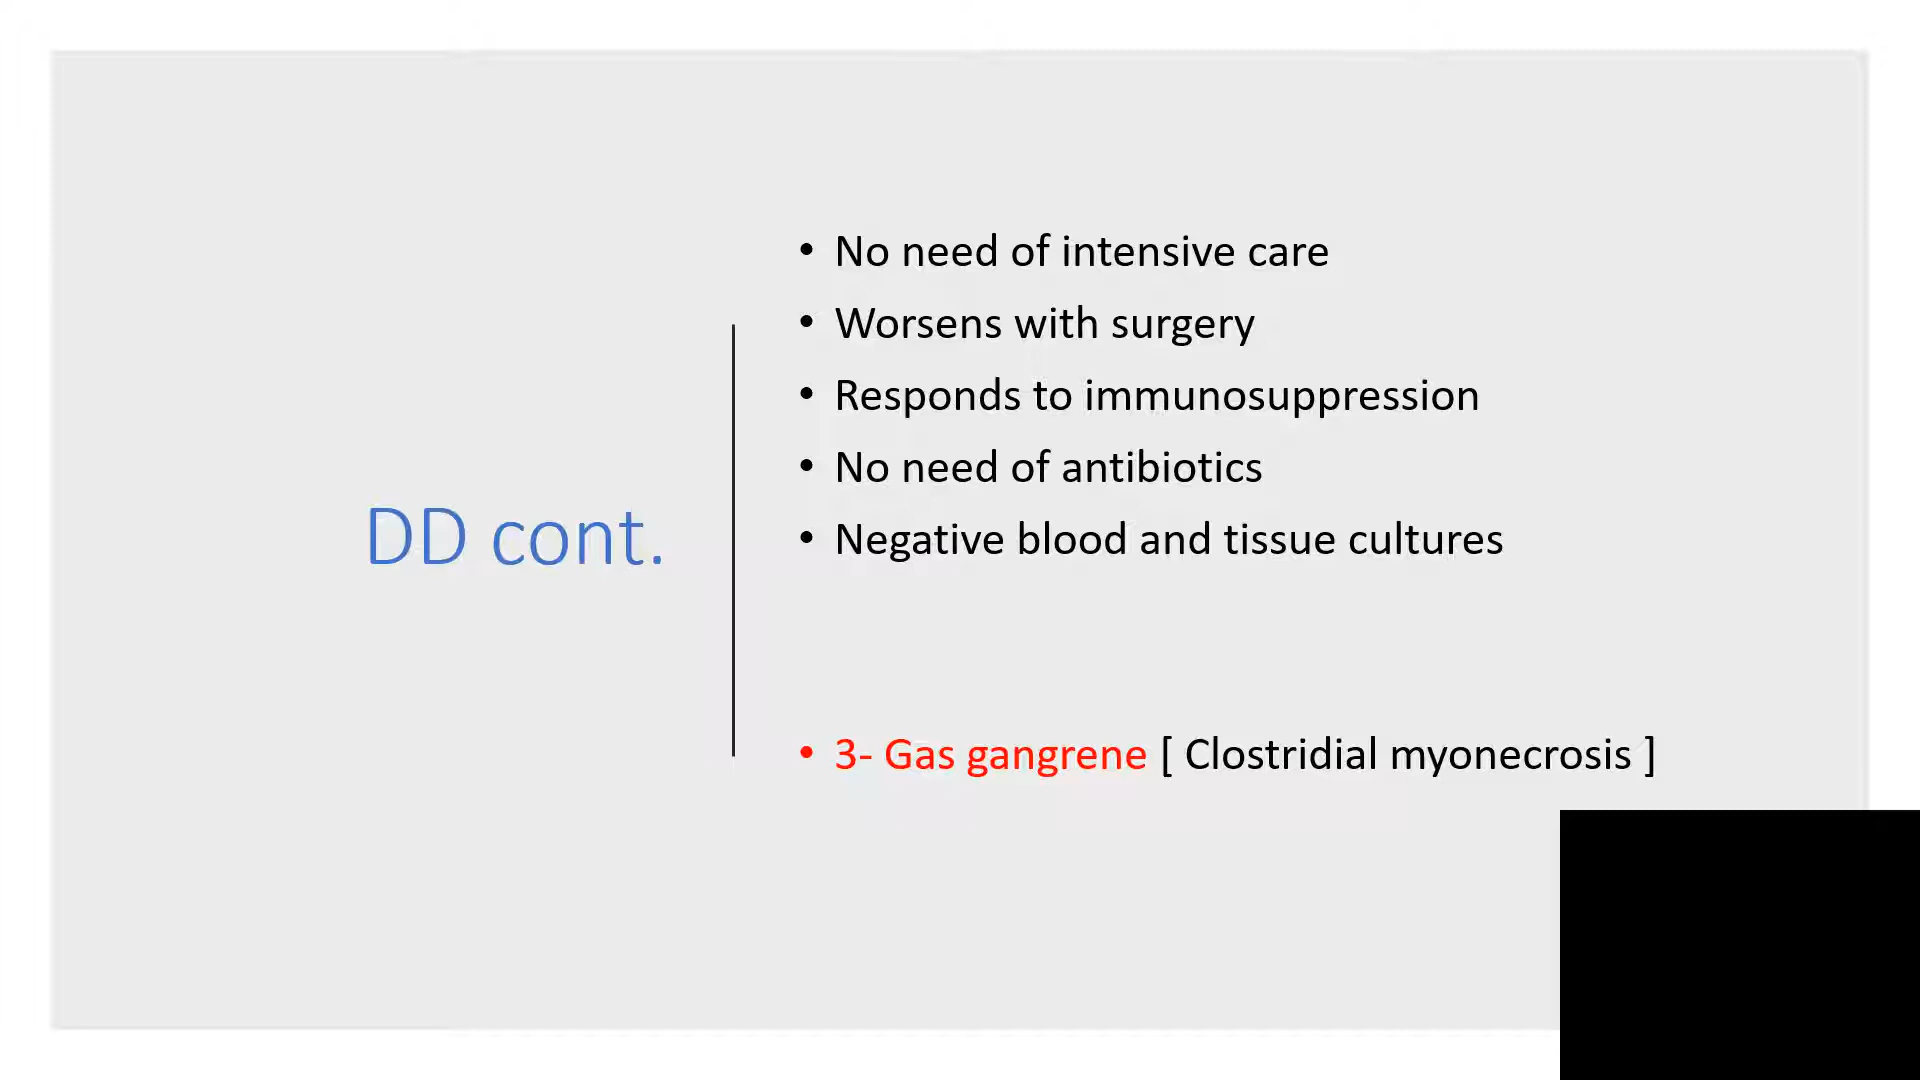 DD cont.
• No need of intensive care
• Worsens with surgery
• Responds to immunosuppression
• No need of antibiotics
• Negative blood and tissue cultures
• 3- Gas gangrene [ Clostridial myonecrosis ]